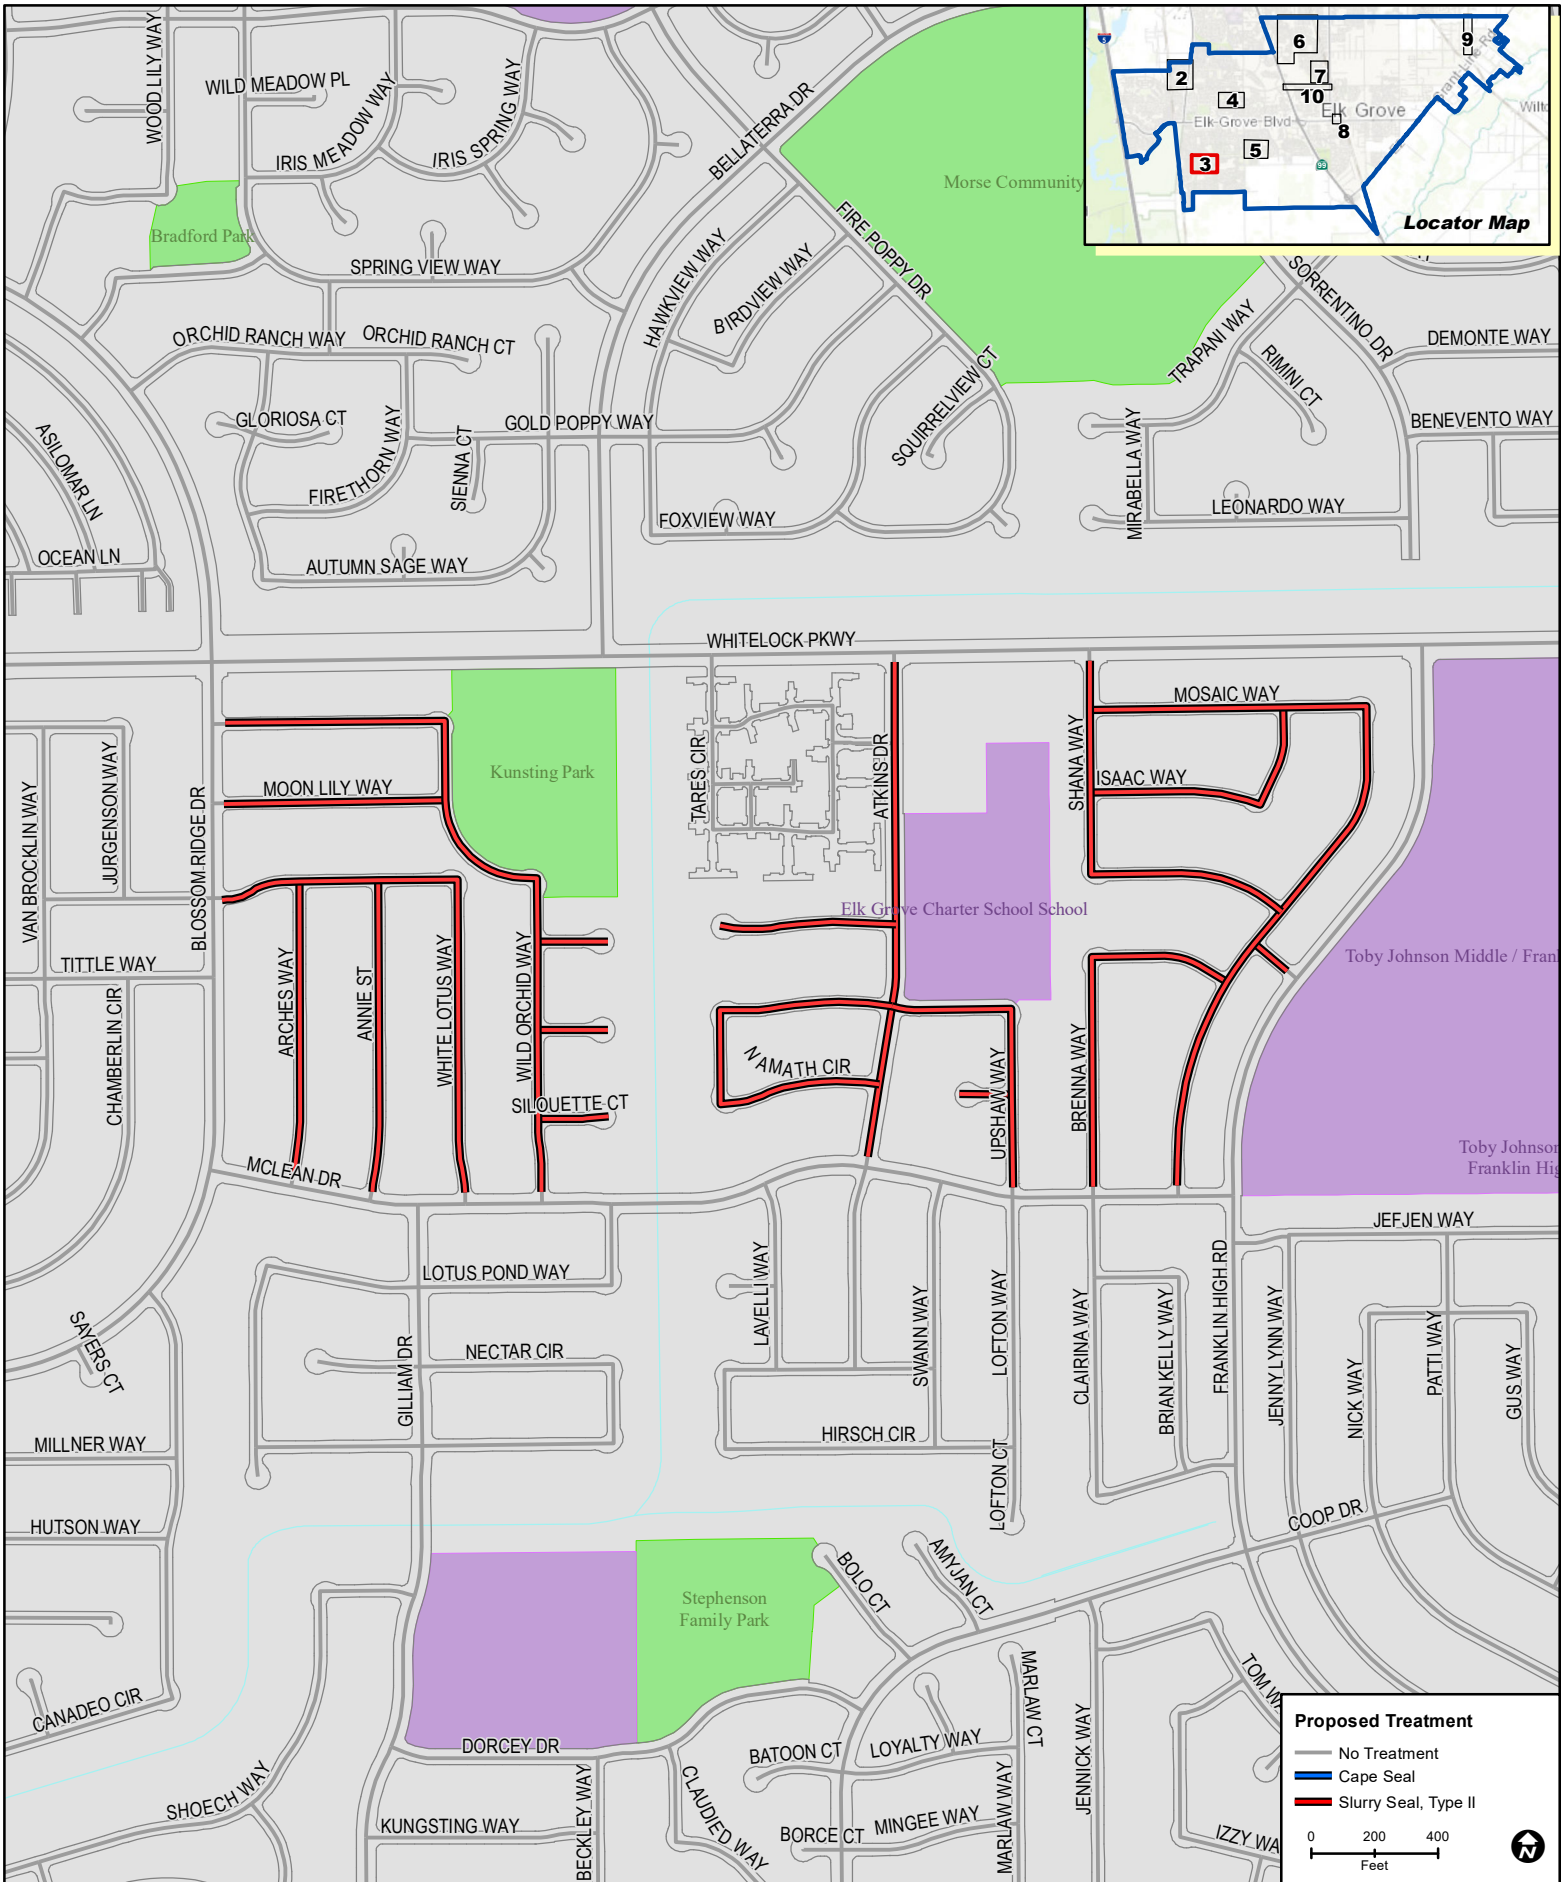 WOOD LILY WAY
WILD MEADOW PL
IRIS MEADOW WAY
IRIS SPRING WAY
BELLATERRA DR
Morse Community
6
9
2
7
4
10
Elk Grove
Elk Grove Blvd
8
5
3
99
5
Grant Line Rd
Locator Map
Bradford Park
SPRING VIEW WAY
HAWKVIEW WAY
BIRDVIEW WAY
FIRE POPPY DR
SORRENTINO DR
TRAPANI WAY
DEMONTE WAY
RIMINI CT
ORCHID RANCH WAY
ORCHID RANCH CT
GLORIOSA CT
FIRETHORN WAY
SIENNA CT
GOLD POPPY WAY
SQUIRRELVIEW CT
MIRABELLA WAY
BENEVENTO WAY
ASILOMAR LN
FOXVIEW WAY
LEONARDO WAY
OCEAN LN
AUTUMN SAGE WAY
WHITELOCK PKWY
MOSAIC WAY
Kunsting Park
TARES CIR
ATKINS DR
SHANA WAY
ISAAC WAY
MOON LILY WAY
VAN BROCKLIN WAY
JURGENSON WAY
BLOSSOM RIDGE DR
Elk Grove Charter School School
Toby Johnson Middle / Fran
TITTLE WAY
CHAMBERLIN CIR
ARCHES WAY
ANNIE ST
WHITE LOTUS WAY
WILD ORCHID WAY
SILOUETTE CT
NAMATH CIR
UPSHAW WAY
BRENNA WAY
Toby Johnson
Franklin Hig
MCLEAN DR
JEFJEN WAY
LOTUS POND WAY
LAVELLI WAY
SWANN WAY
LOFTON WAY
CLAIRINA WAY
BRIAN KELLY WAY
FRANKLIN HIGH RD
JENNY LYNN WAY
NICK WAY
PATTI WAY
GUS WAY
SAYERS CT
GILLIAM DR
NECTAR CIR
MILLNER WAY
HIRSCH CIR
LOFTON CT
HUTSON WAY
COOP DR
BOLO CT
AMYJAN CT
Stephenson
Family Park
MARLAW CT
TOM WA
CANADEO CIR
DORCEY DR
BATOON CT
LOYALTY WAY
JENNICK WAY
SHOECH WAY
KUNGSTING WAY
BECKLEY WAY
CLAUDIED WAY
BORCE CT
MINGEE WAY
MARLAW WAY
IZZY WA
Proposed Treatment
No Treatment
Cape Seal
Slurry Seal, Type II
0 200 400
Feet
N